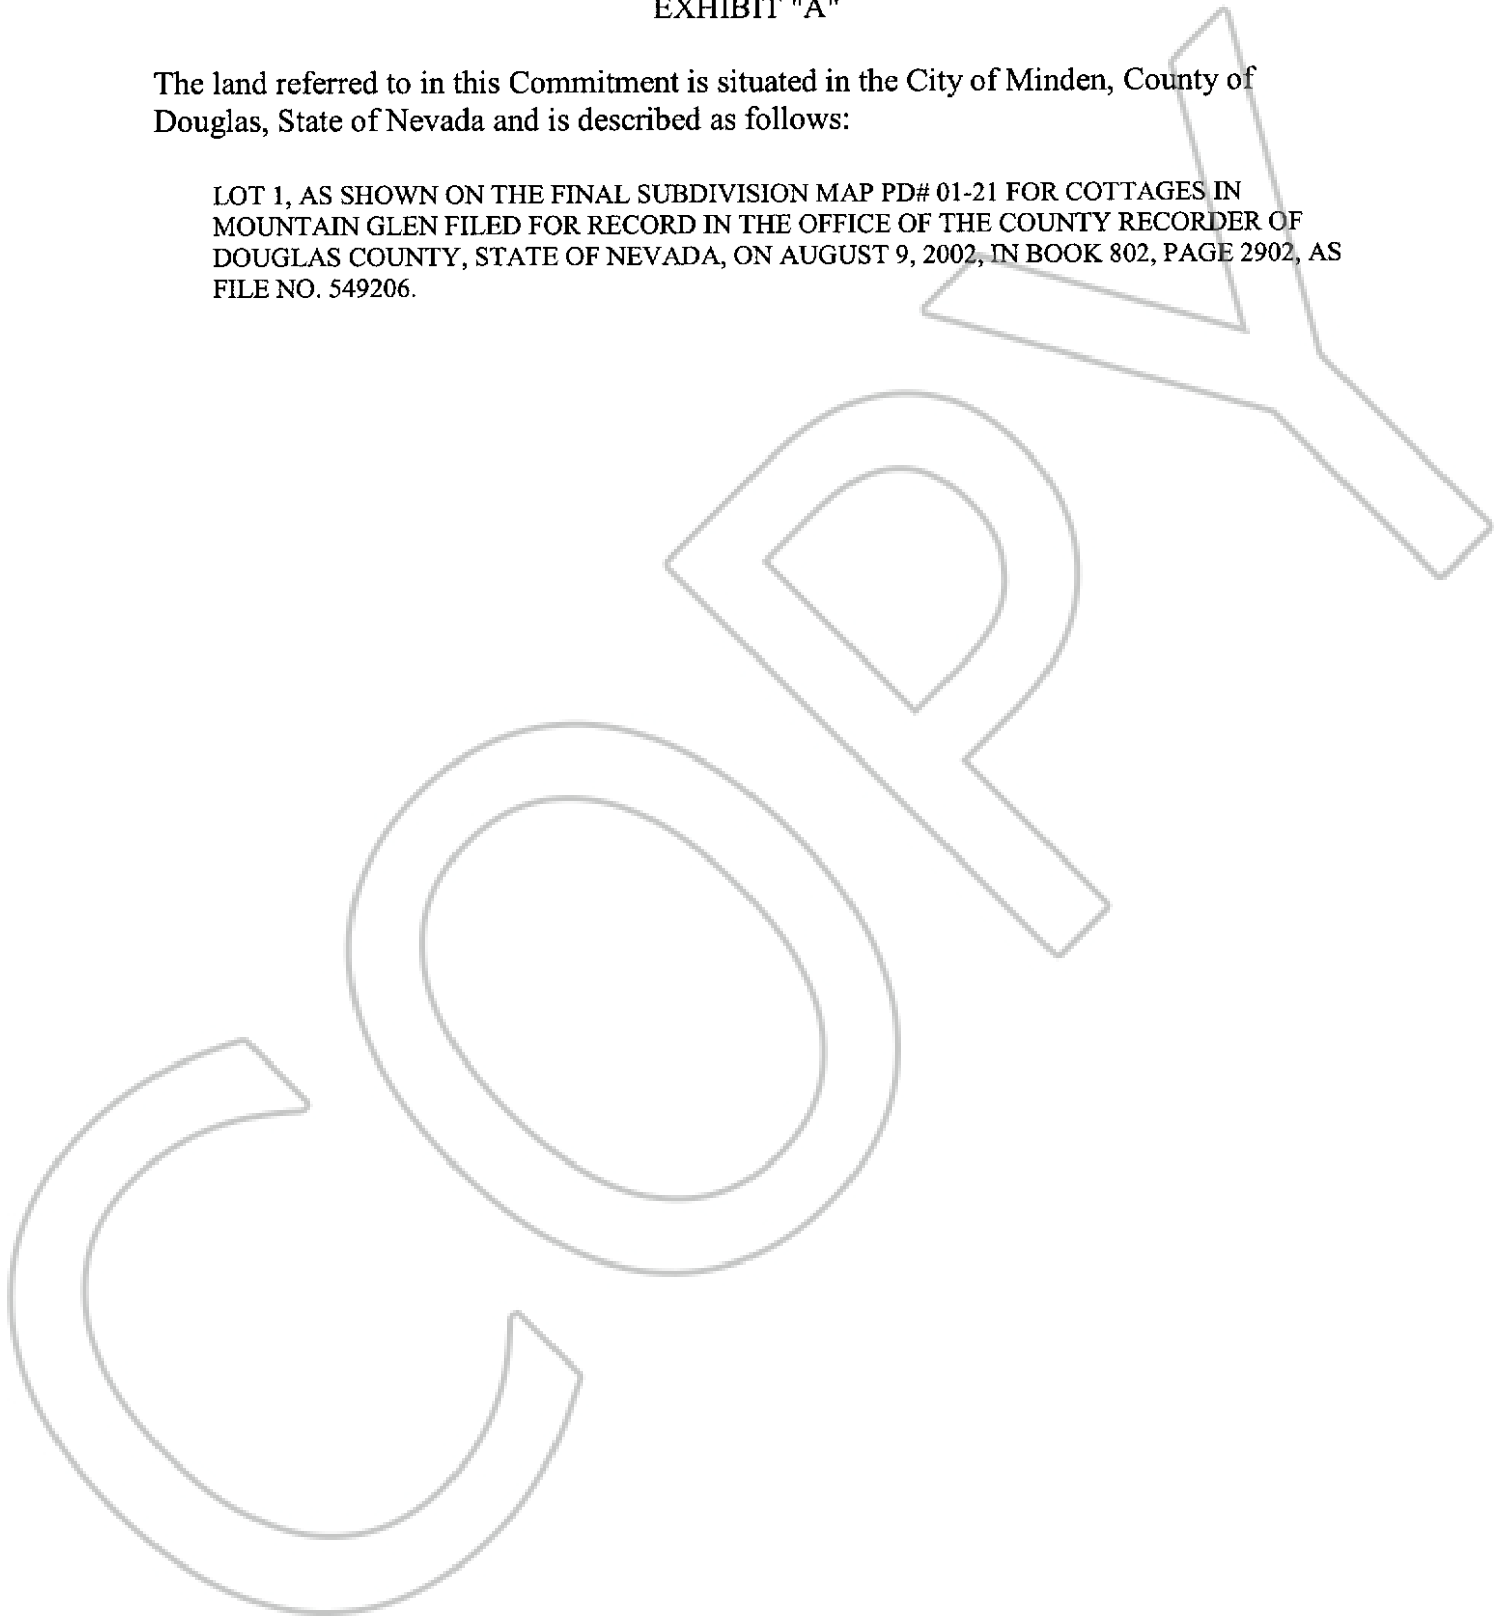 EXHIBIT "A"
The land referred to in this Commitment is situated in the City of Minden, County of
Douglas, State of Nevada and is described as follows:
LOT 1, AS SHOWN ON THE FINAL SUBDIVISION MAP PD# 01-21 FOR COTTAGES IN
MOUNTAIN GLEN FILED FOR RECORD IN THE OFFICE OF THE COUNTY RECORDER OF
DOUGLAS COUNTY, STATE OF NEVADA, ON AUGUST 9, 2002, IN BOOK 802, PAGE 2902, AS
FILE NO. 549206.
COPY